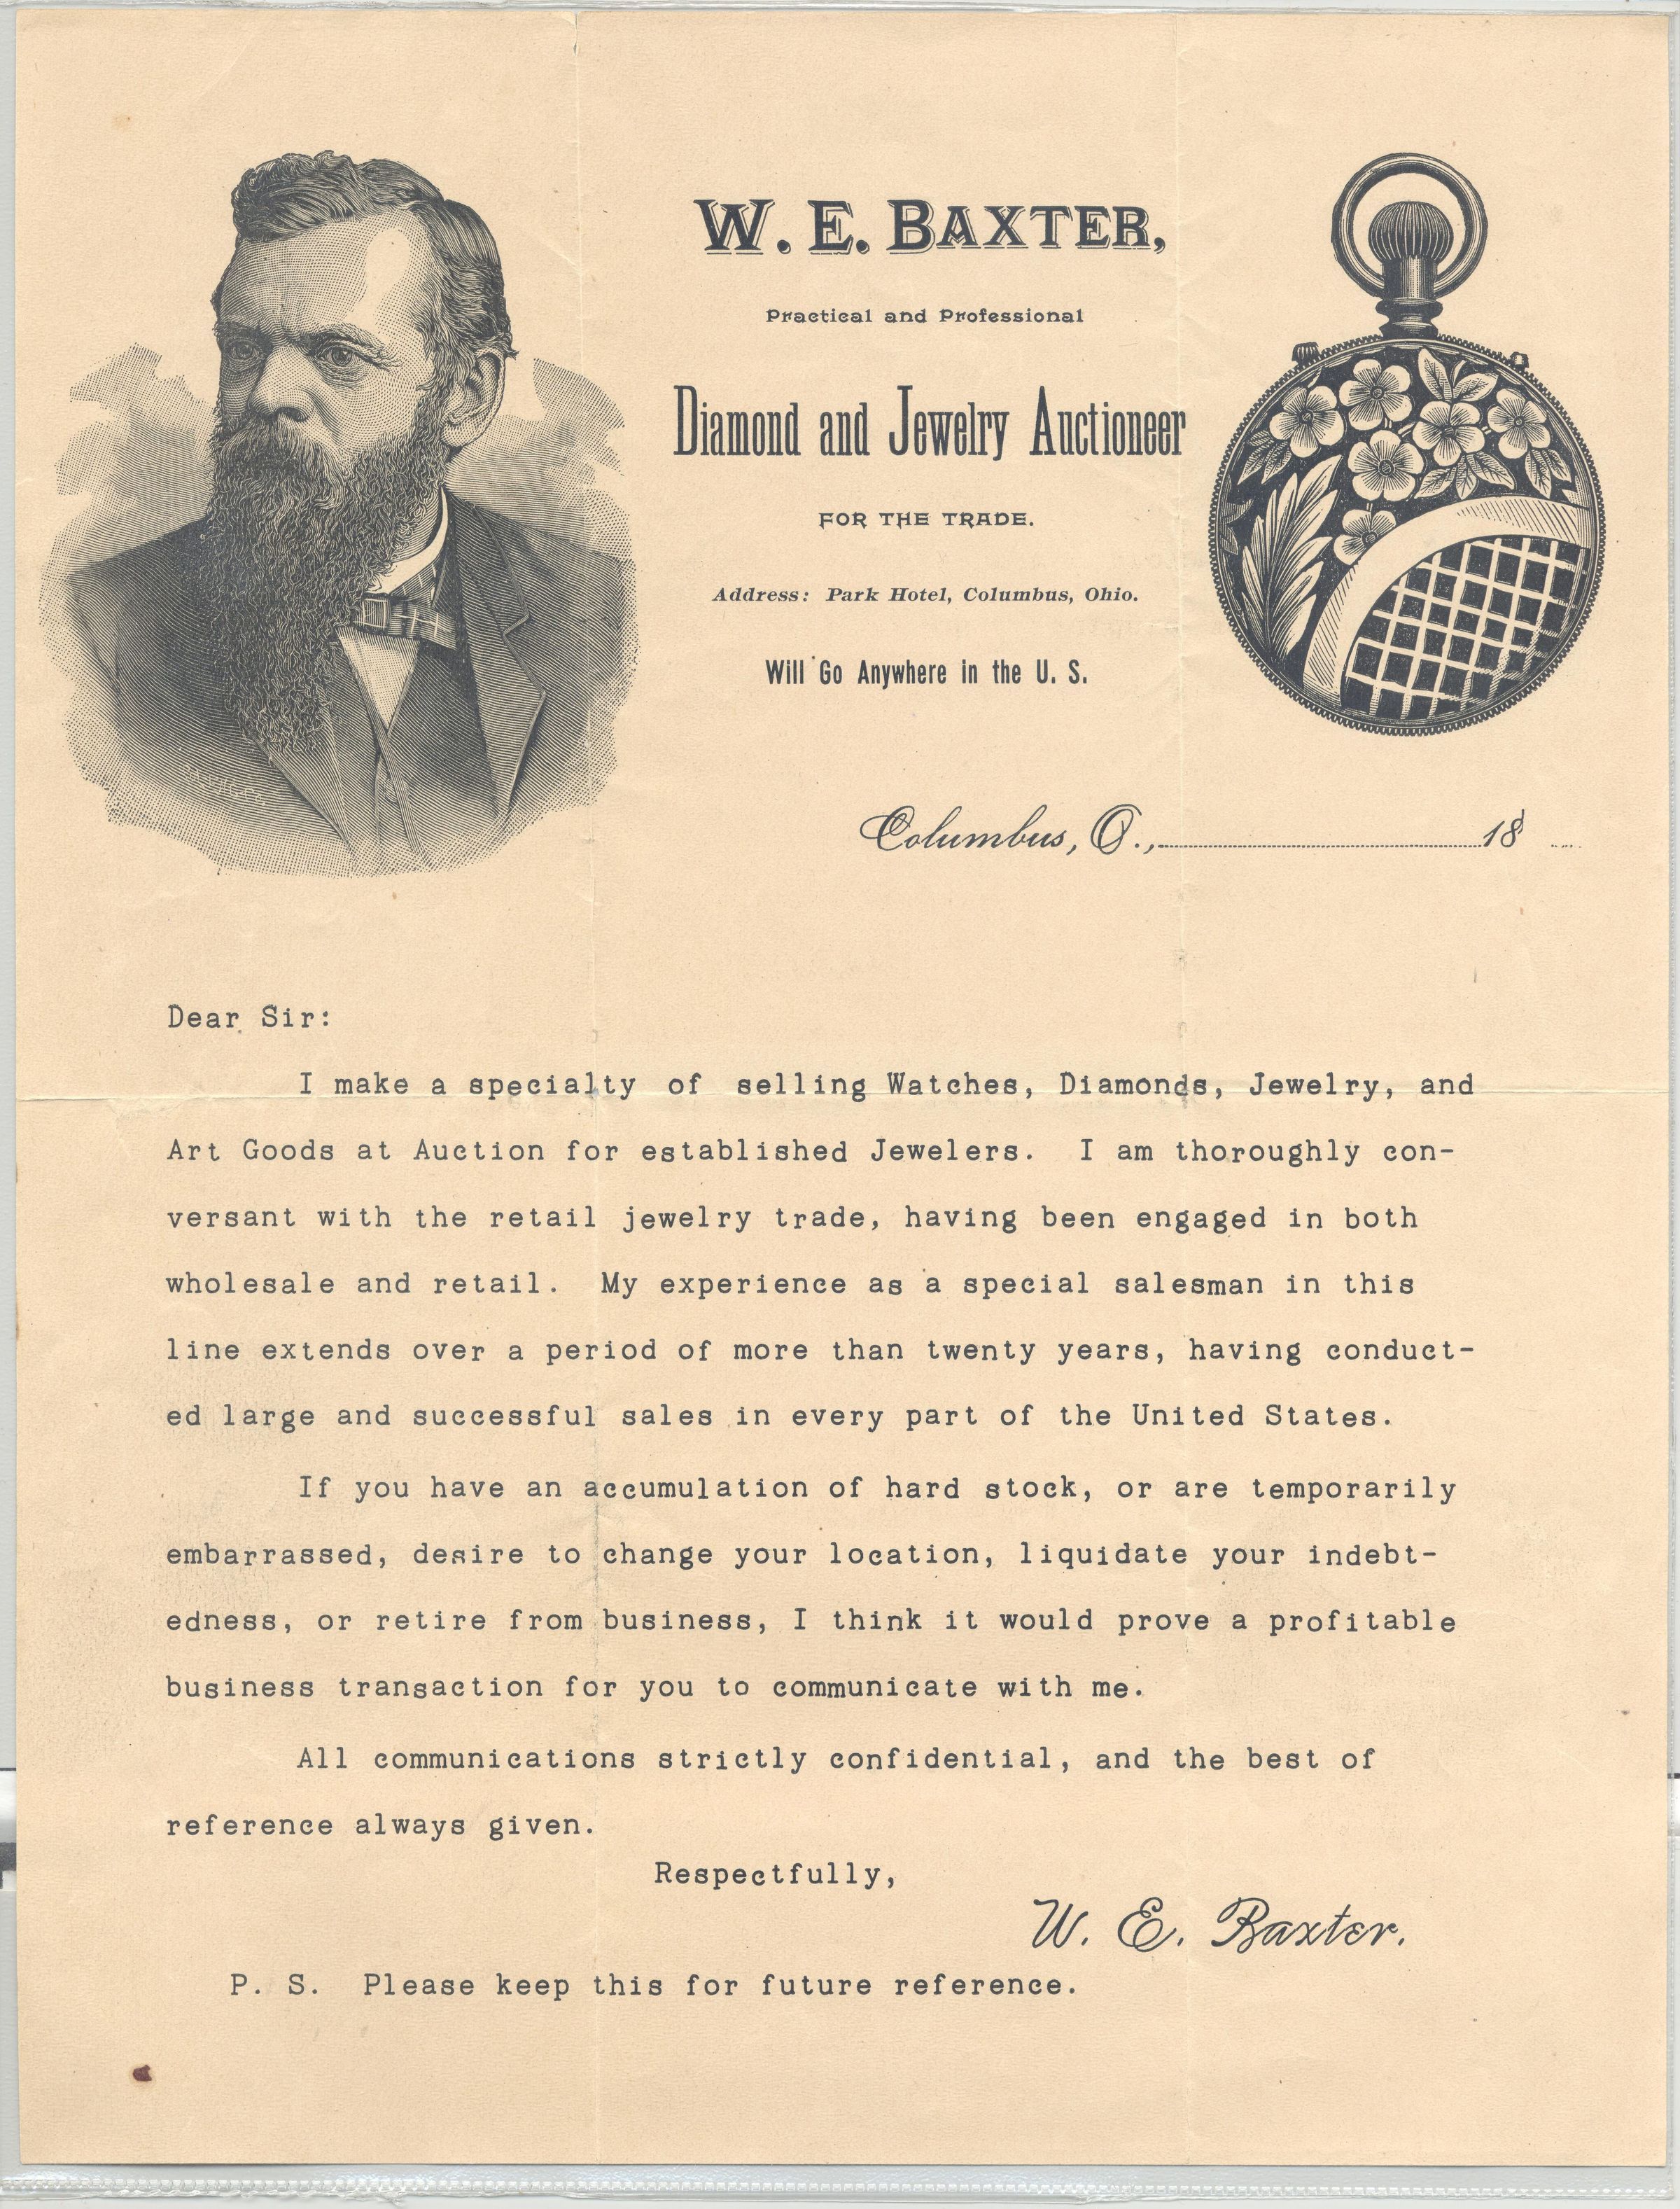 W. E. BAXTER,
Practical and Professional
Diamond and Jewelry Auctioneer
FOR THE TRADE.
Address: Park Hotel, Columbus, Ohio.
Will Go Anywhere in the U. S.
Columbus, O., 18
Dear Sir:
I make a specialty of selling Watches, Diamonds, Jewelry, and
Art Goods at Auction for established Jewelers. I am thoroughly con-
versant with the retail jewelry trade, having been engaged in both
wholesale and retail. My experience as a special salesman in this
line extends over a period of more than twenty years, having conduct-
ed large and successful sales in every part of the United States.
If you have an accumulation of hard stock, or are temporarily
embarrassed, desire to change your location, liquidate your indebt-
edness, or retire from business, I think it would prove a profitable
business transaction for you to communicate with me.
All communications strictly confidential, and the best of
reference always given.
Respectfully,
W. E. Baxter.
P. S. Please keep this for future reference.